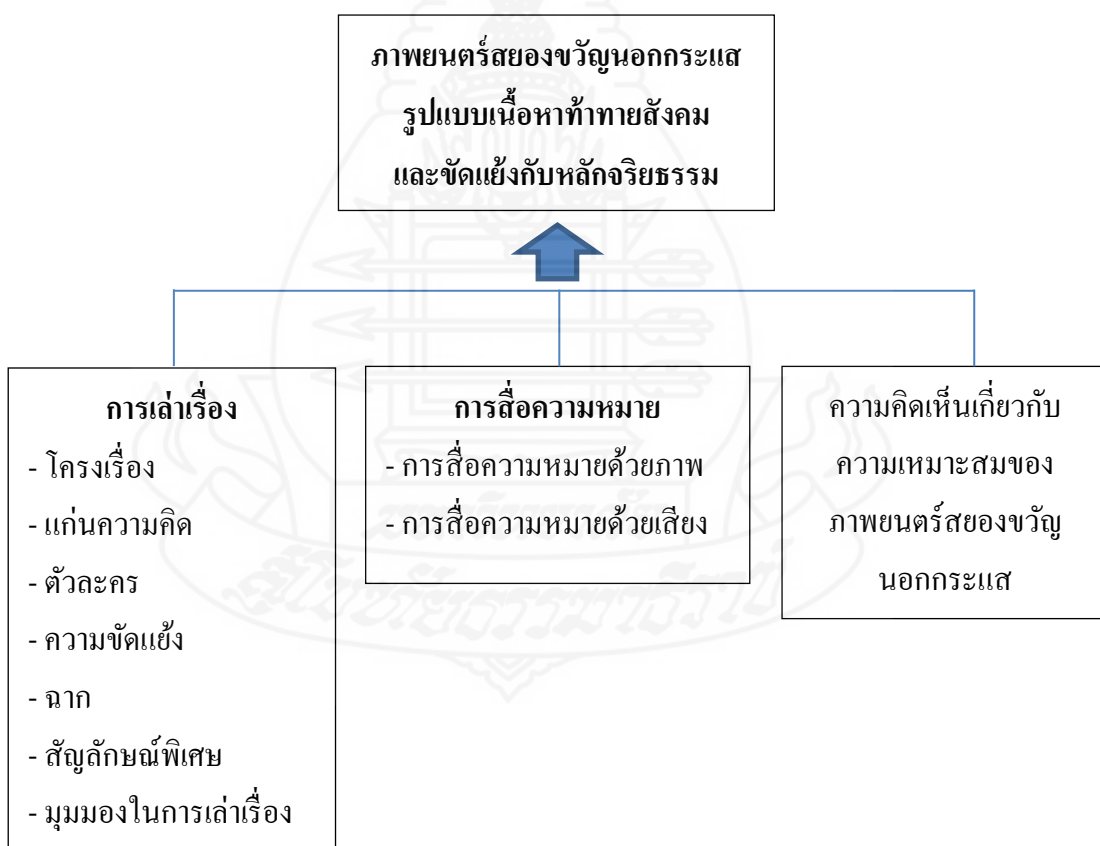 ภาพยนตร์สยองขวัญนอกกระแส
รูปแบบเนื้อหาท้าทายสังคม
และขัดแย้งกับหลักจริยธรรม
การเล่าเรื่อง
- โครงเรื่อง
- แก่นความคิด
- ตัวละคร
- ความขัดแย้ง
- ฉาก
- สัญลักษณ์พิเศษ
- มุมมองในการเล่าเรื่อง
การสื่อความหมาย
- การสื่อความหมายด้วยภาพ
- การสื่อความหมายด้วยเสียง
ความคิดเห็นเกี่ยวกับ
ความเหมาะสมของ
ภาพยนตร์สยองขวัญ
นอกกระแส